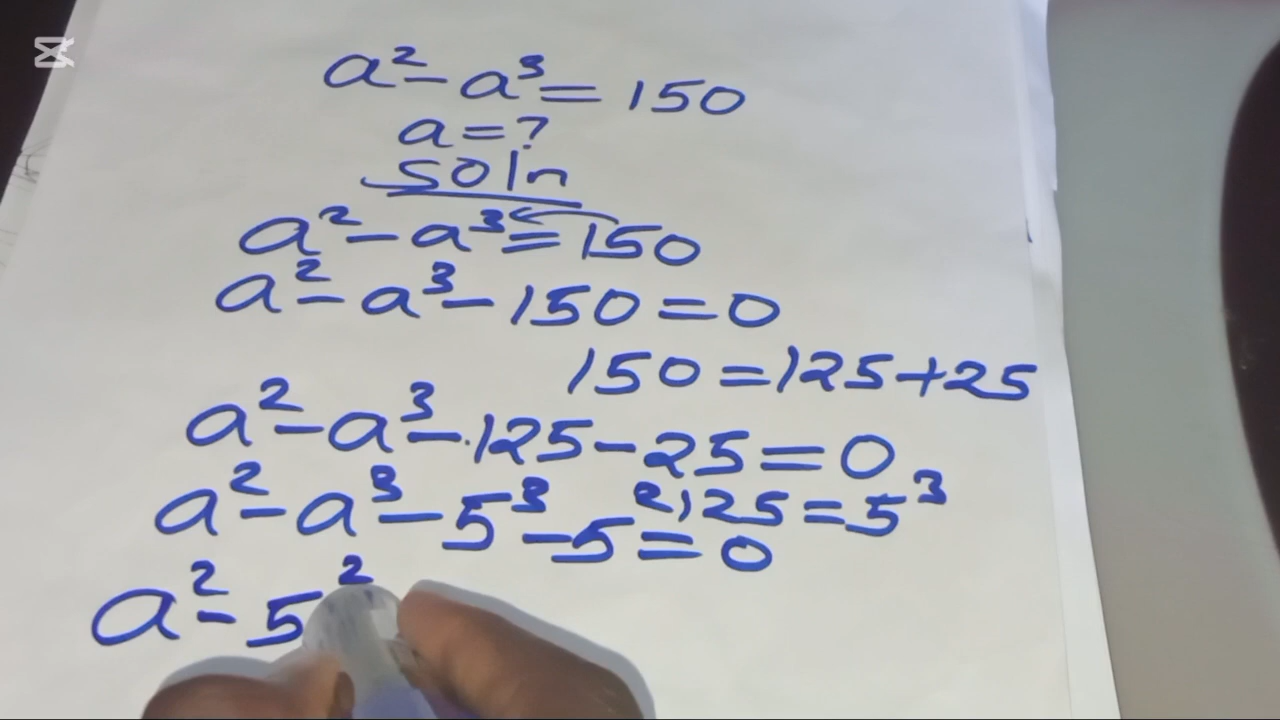 a² - a³ = 150
a = ?
soln
a² - a³ = 150
a² - a³ - 150 = 0
150 = 125 + 25
a² - a³ - 125 - 25 = 0
a² - a³ - 5³ - 5² = 0
125 = 5³
a² - 5²